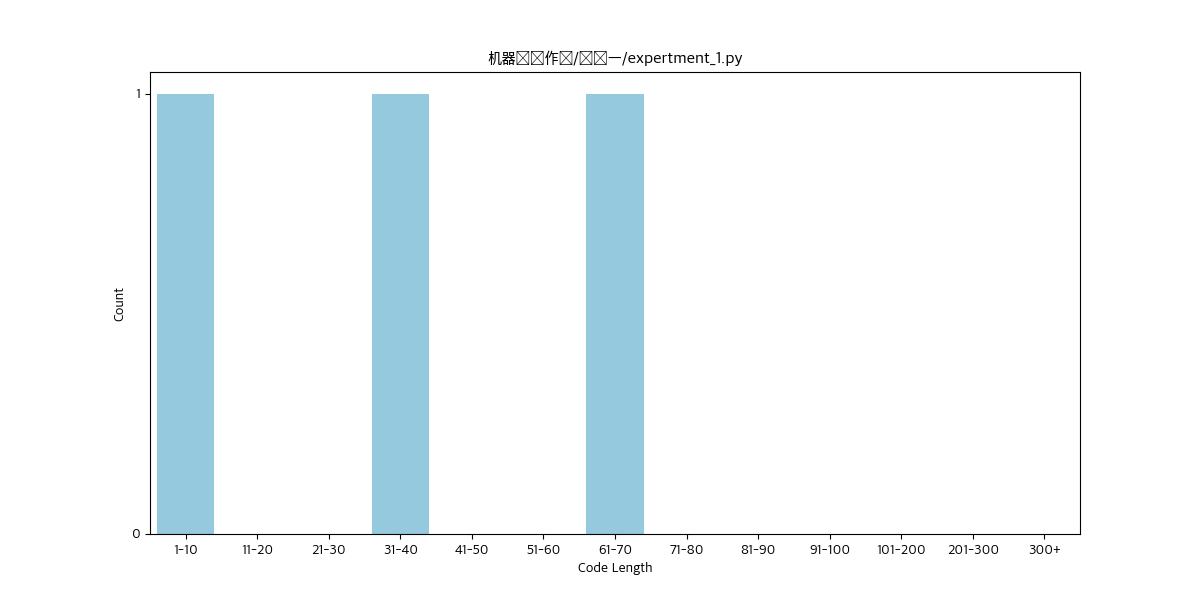 机器作/一/expertment_1.py
1
0
Count
1-10 11-20 21-30 31-40 41-50 51-60 61-70 71-80 81-90 91-100 101-200 201-300 300+
Code Length